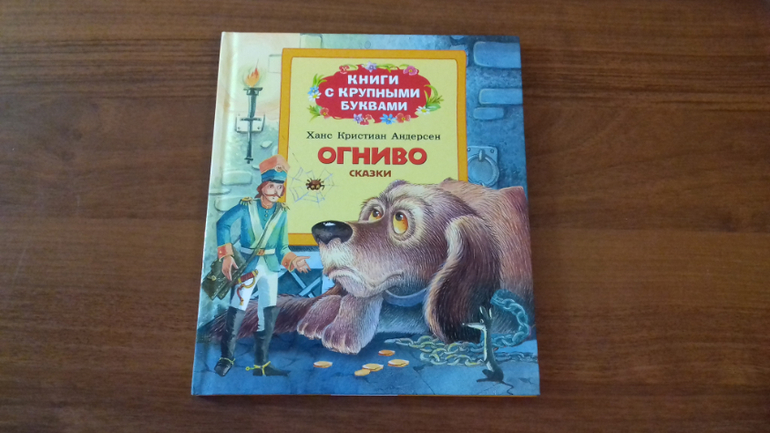 КНИГИ
С КРУПНЫМИ
БУКВАМИ
Ханс Кристиан Андерсен
ОГНИВО
СКАЗКИ